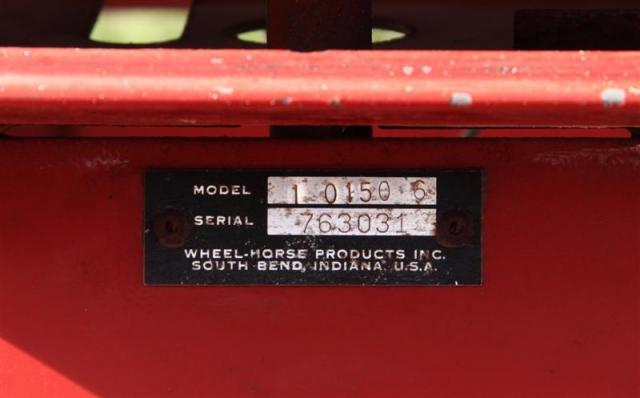 MODEL 1 0150 6
SERIAL 763031
WHEEL-HORSE PRODUCTS INC.
SOUTH BEND, INDIANA U.S.A.